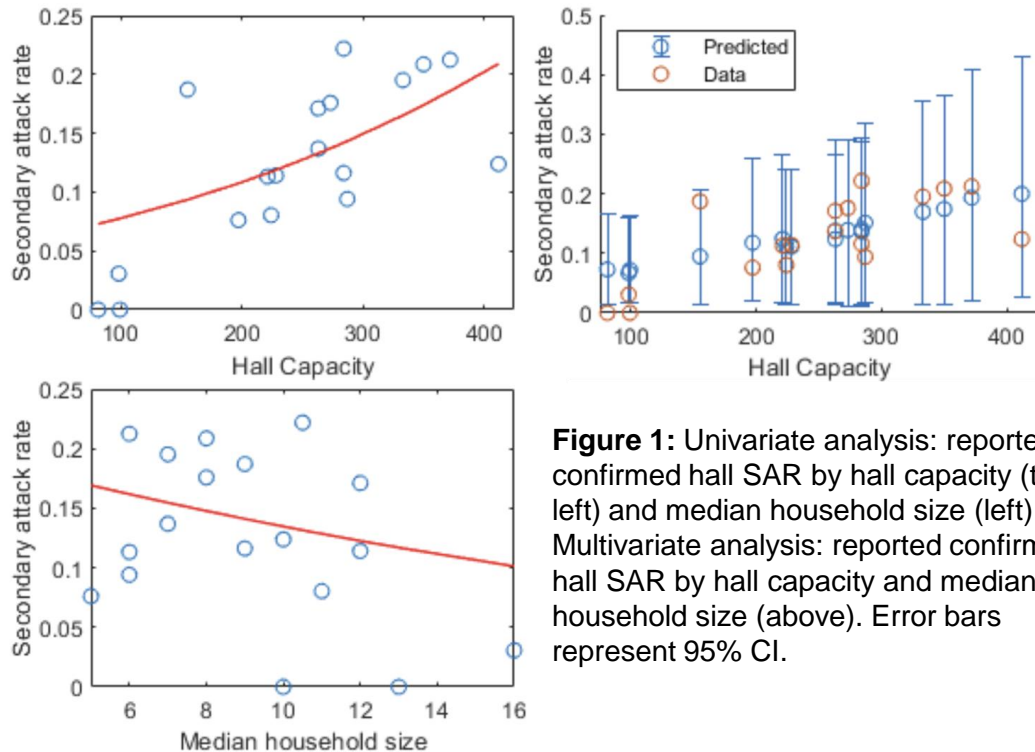 0.25
0.2
0.15
0.1
0.05
0
Secondary attack rate
100
200
300
400
Hall Capacity
0.5
0.4
0.3
0.2
0.1
0
Secondary attack rate
Predicted
Data
100
200
300
400
Hall Capacity
0.25
0.2
0.15
0.1
0.05
0
Secondary attack rate
6
8
10
12
14
16
Median household size
Figure 1: Univariate analysis:
confirmed hall SAR by hall capacity
left) and median household size (left)
Multivariate analysis: reported
hall SAR by hall capacity and median
household size (above). Error bars
represent 95% CI.